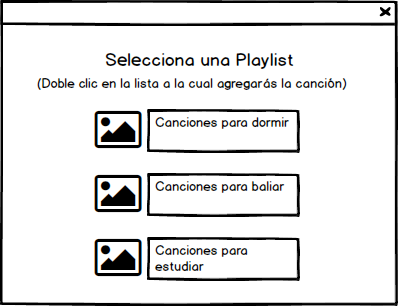 Selecciona una Playlist
(Doble clic en la lista a la cual agregarás la canción)
Canciones para dormir
Canciones para baliar
Canciones para
estudiar